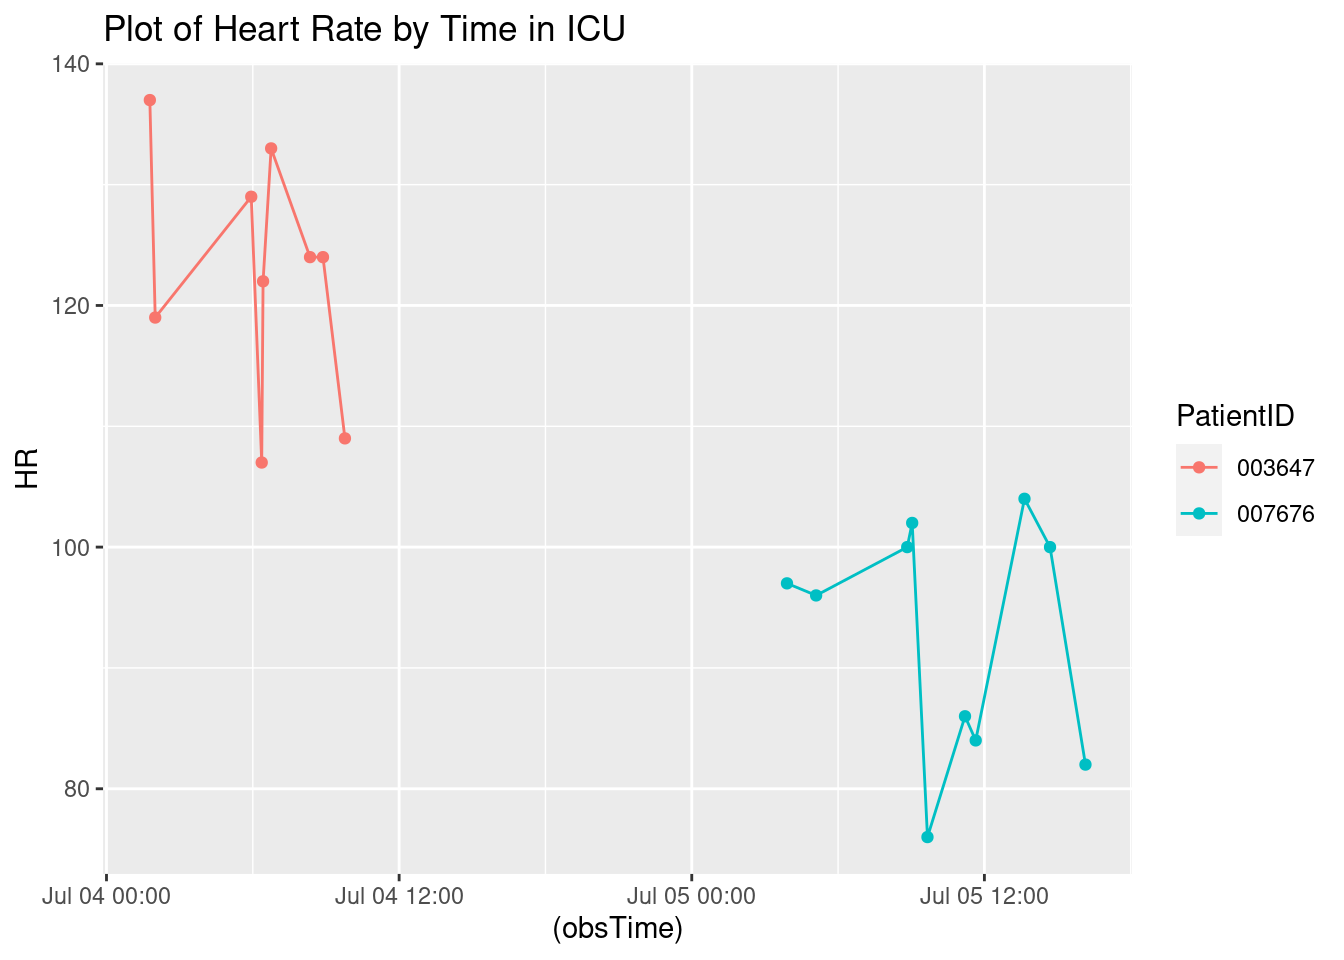 Plot of Heart Rate by Time in ICU
140
120
100
80
HR
Jul 04 00:00
Jul 04 12:00
Jul 05 00:00
Jul 05 12:00
(obsTime)
PatientID
003647
007676